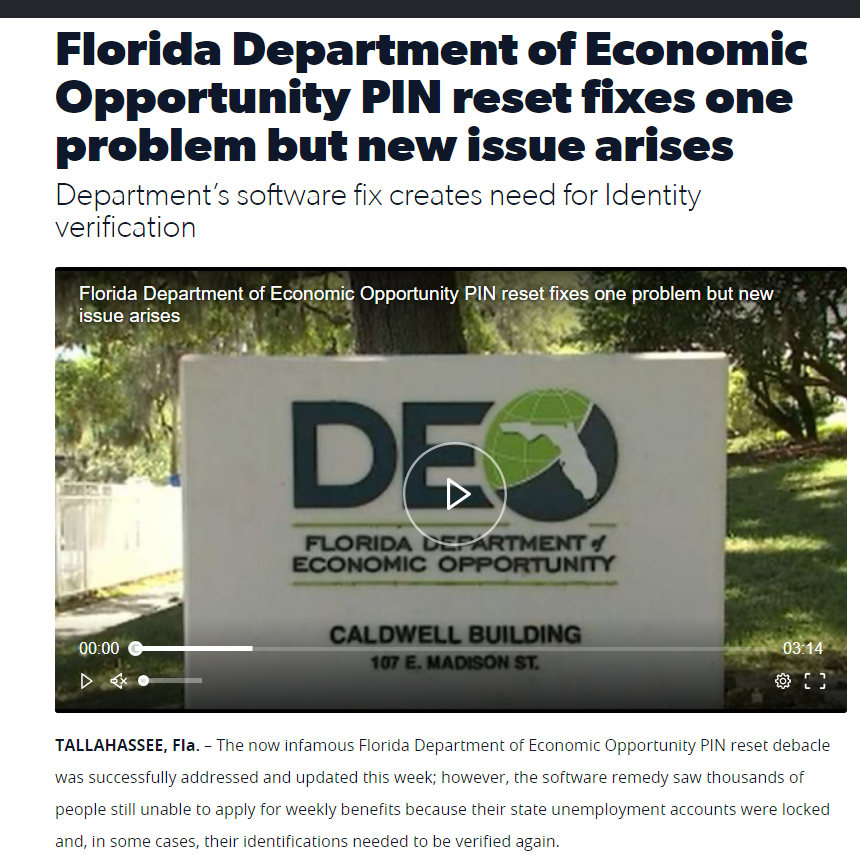 Florida Department of Economic
Opportunity PIN reset fixes one
problem but new issue arises
Department’s software fix creates need for Identity
verification
Florida Department of Economic Opportunity PIN reset fixes one problem but new
issue arises
DEO
FLORIDA DEPARTMENT of
ECONOMIC OPPORTUNITY
CALDWELL BUILDING
107 E. MADISON ST.
00:00
03:14
TALLAHASSEE, Fla. – The now infamous Florida Department of Economic Opportunity PIN reset debacle
was successfully addressed and updated this week; however, the software remedy saw thousands of
people still unable to apply for weekly benefits because their state unemployment accounts were locked
and, in some cases, their identifications needed to be verified again.